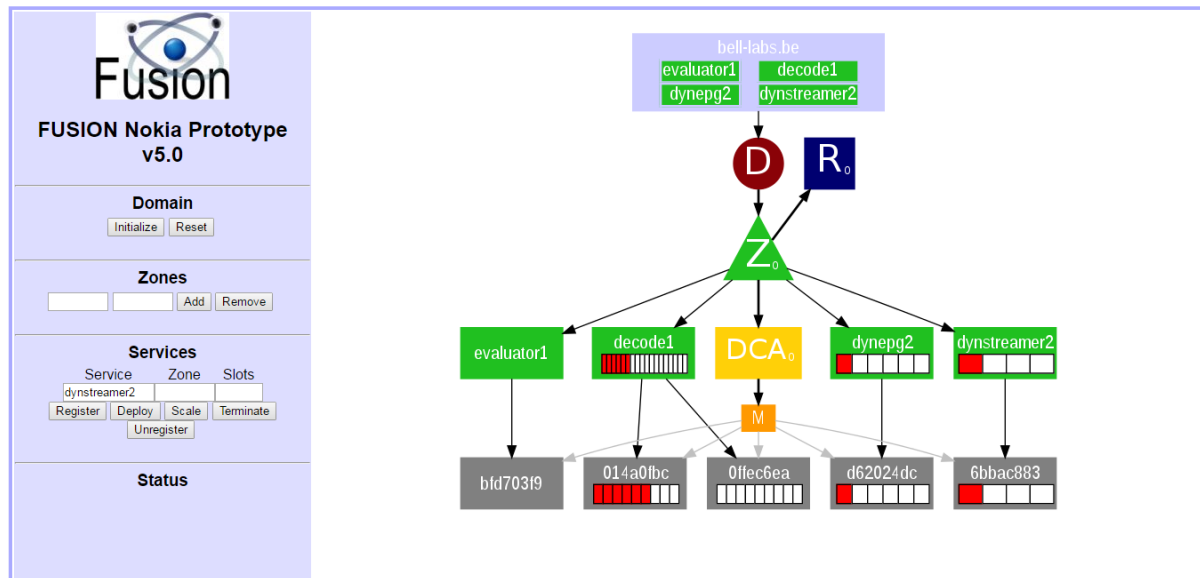 Fusion
FUSION Nokia Prototype
v5.0
Domain
Initialize Reset
Zones
Add Remove
Services
Service Zone Slots
dynstreamer2
Register Deploy Scale Terminate
Unregister
Status
bell-labs.be
evaluator1 decode1
dynepg2 dynstreamer2
D R0
Z0
evaluator1 decode1 DCA0 dynepg2 dynstreamer2
M
bfd703f9 014a0fbc 0ffec6ea d62024dc 6bbac883